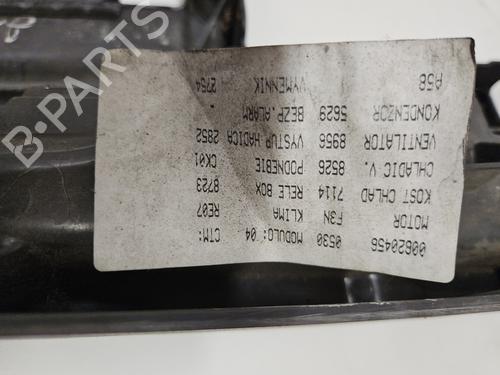 00620456 0530 MODULO: 04 CTM:
MOTOR F3N KLIMA RE07
KOST CHLAD 7114 RELE BOX 8723
CHLADIC V. 8526 PODNEBIE CK01
VENTILATOR 8956 VYSTUP HADICA 2852
KONDENZOR 5629 BEZP.ALARM -
A58 VYMENNIK 2754
B-PARTS